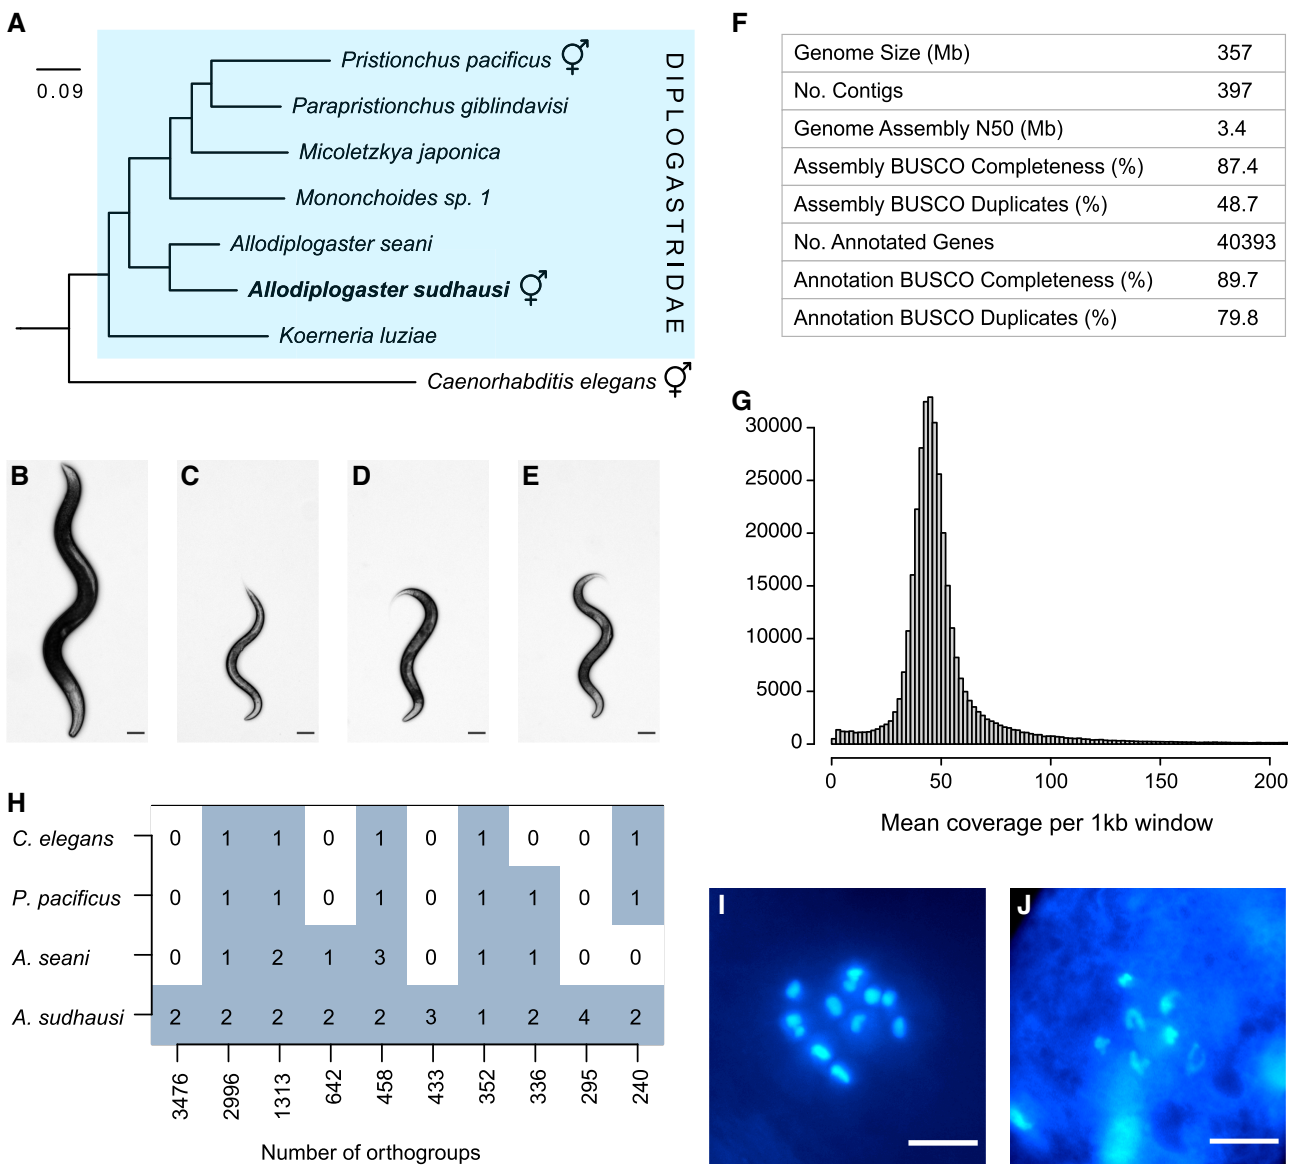 A
0.09
Pristionchus pacificus ⚥
Parapristionchus giblindavisi
Micoletzkya japonica
Mononchoides sp. 1
Allodiplogaster seani
Allodiplogaster sudhausi ⚥
Koerneria luziae
Caenorhabditis elegans ⚥
DIPLOGASTRIDAE
B
C
D
E
F
Genome Size (Mb) 357
No. Contigs 397
Genome Assembly N50 (Mb) 3.4
Assembly BUSCO Completeness (%) 87.4
Assembly BUSCO Duplicates (%) 48.7
No. Annotated Genes 40393
Annotation BUSCO Completeness (%) 89.7
Annotation BUSCO Duplicates (%) 79.8
G
30000
25000
20000
15000
10000
5000
0
0 50 100 150 200
Mean coverage per 1kb window
H
C. elegans 0 1 1 0 1 0 1 0 0 1
P. pacificus 0 1 1 0 1 0 1 1 0 1
A. seani 0 1 2 1 3 0 1 1 0 0
A. sudhausi 2 2 2 2 2 3 1 2 4 2
3476 2996 1313 642 458 433 352 336 295 240
Number of orthogroups
I
J